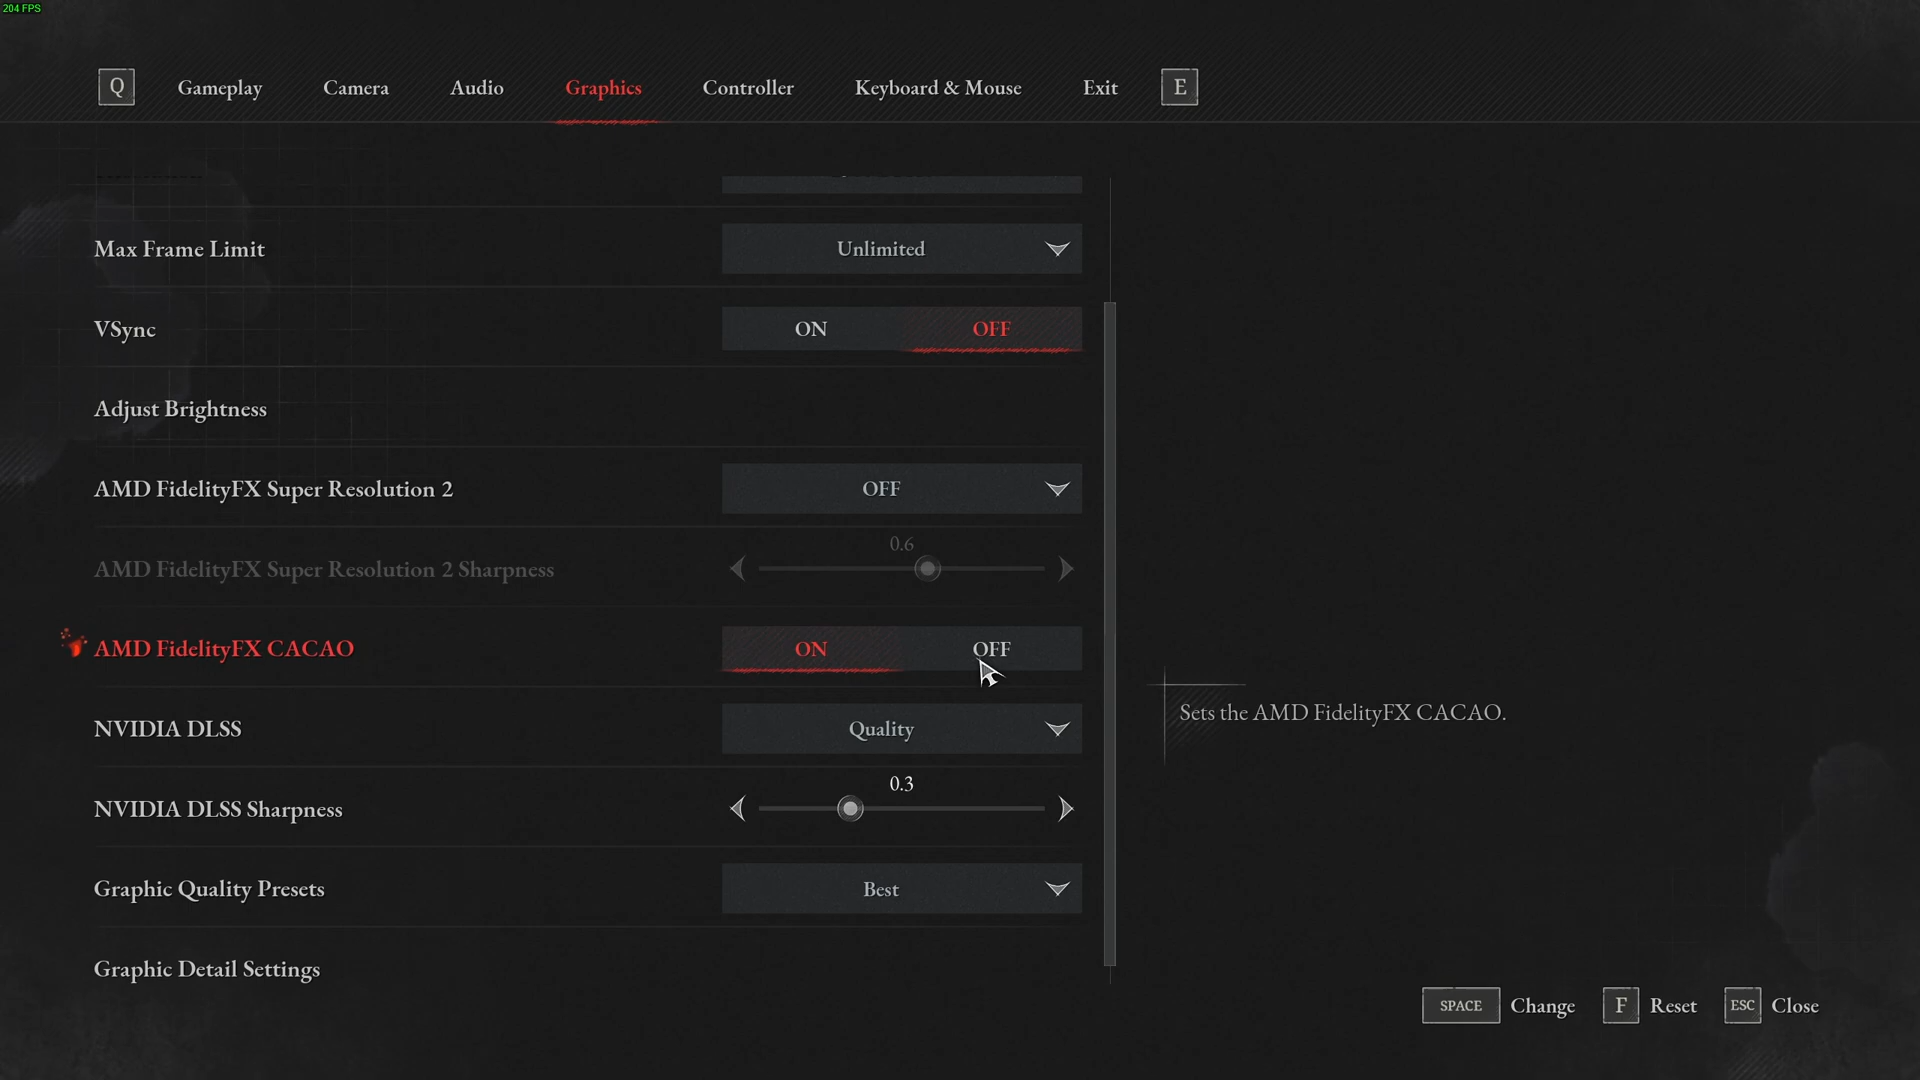 204 FPS
Q Gameplay Camera Audio Graphics Controller Keyboard & Mouse Exit E
Max Frame Limit Unlimited
VSync ON OFF
Adjust Brightness
AMD FidelityFX Super Resolution 2 OFF
0.6
AMD FidelityFX Super Resolution 2 Sharpness
AMD FidelityFX CACAO ON OFF
Sets the AMD FidelityFX CACAO.
NVIDIA DLSS Quality
0.3
NVIDIA DLSS Sharpness
Graphic Quality Presets Best
Graphic Detail Settings
SPACE Change F Reset ESC Close